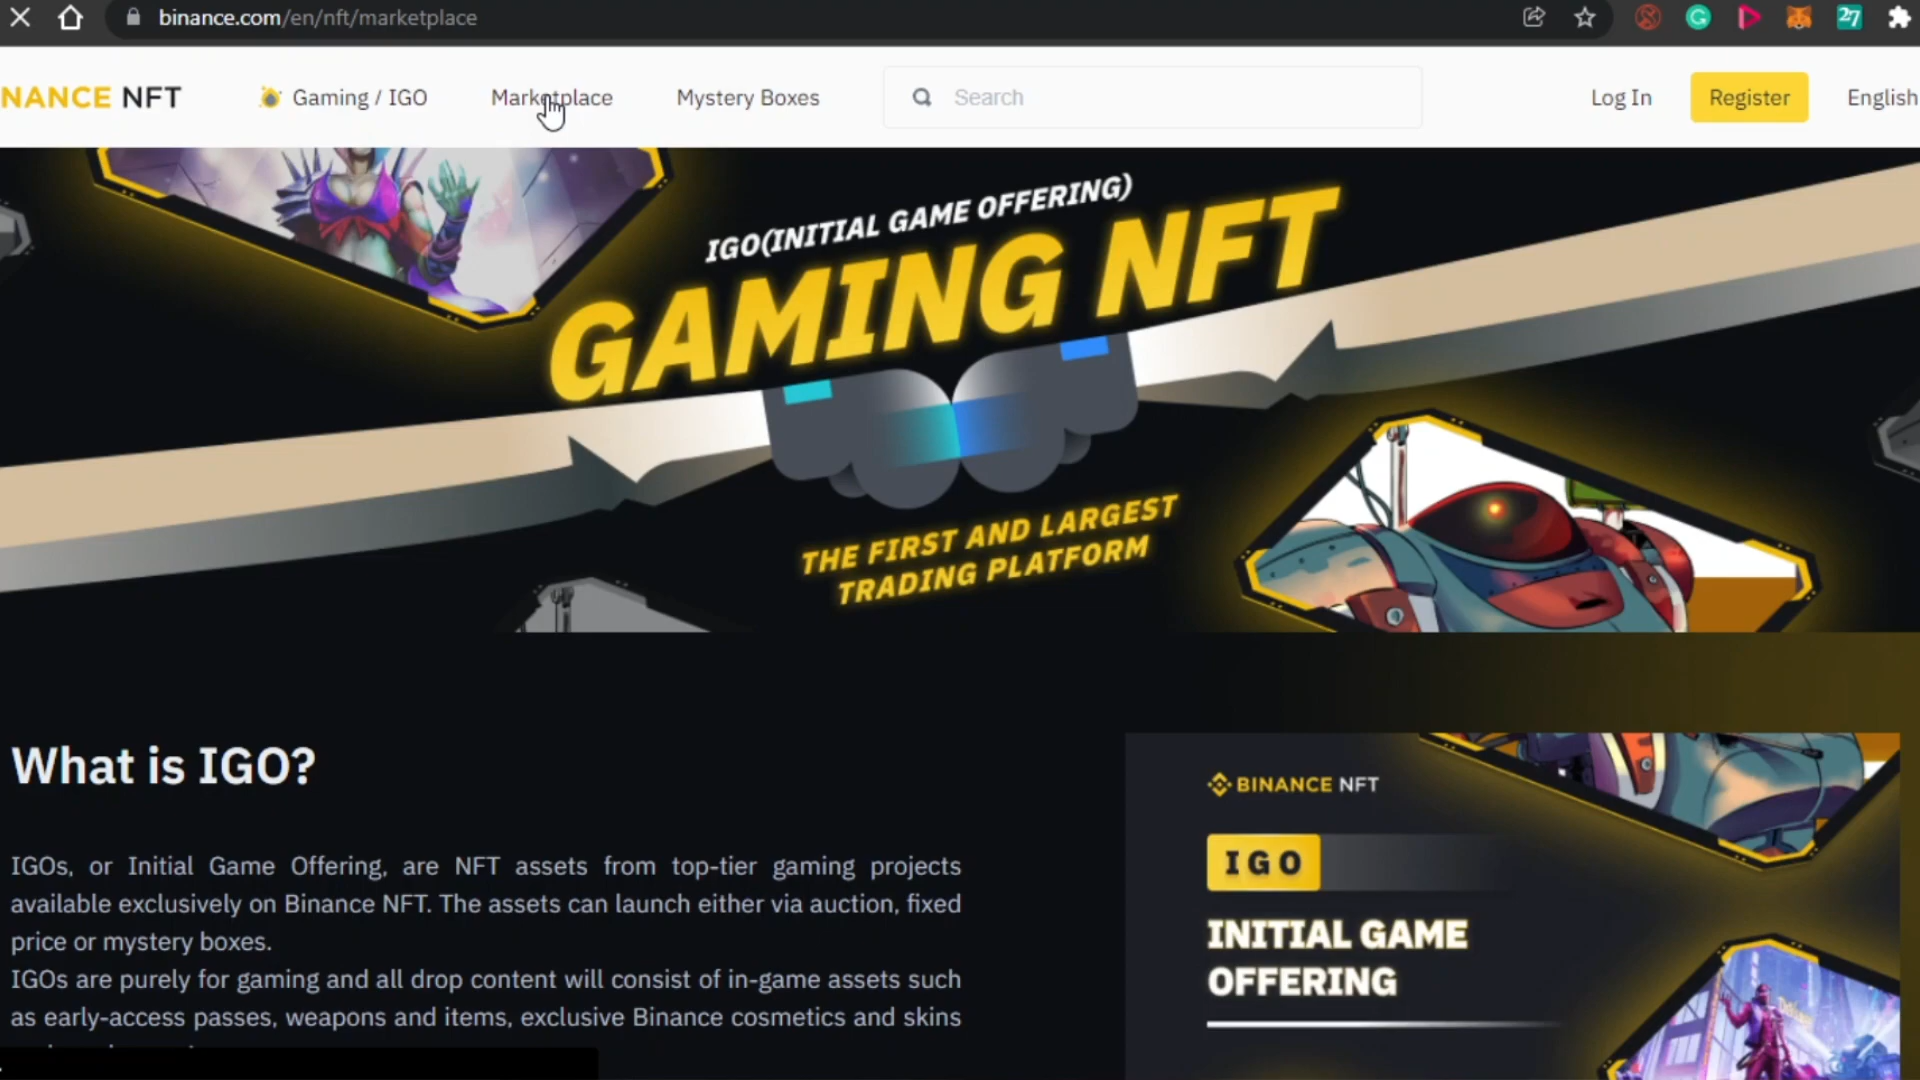 binance.com/en/nft/marketplace
NANCE NFT
Gaming / IGO
Marketplace
Mystery Boxes
Search
Log In
Register
English
IGO(INITIAL GAME OFFERING)
GAMING NFT
THE FIRST AND LARGEST
TRADING PLATFORM
What is IGO?
IGOs, or Initial Game Offering, are NFT assets from top-tier gaming projects
available exclusively on Binance NFT. The assets can launch either via auction, fixed
price or mystery boxes.
IGOs are purely for gaming and all drop content will consist of in-game assets such
as early-access passes, weapons and items, exclusive Binance cosmetics and skins
BINANCE NFT
IGO
INITIAL GAME
OFFERING
27